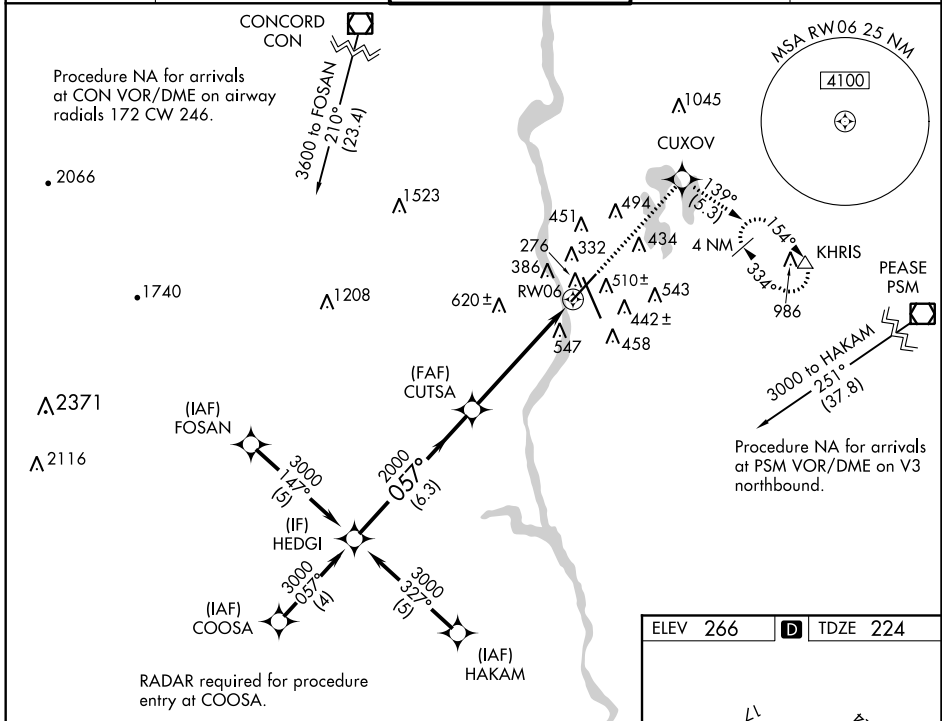 CONCORD
CON
Procedure NA for arrivals
at CON VOR/DME on airway
radials 172 CW 246.
3600 to FOSAN
210°
(23.4)
MSA RW06 25 NM
4100
1045
CUXOV
2066
1523
139°
(5.3)
494
451
434
4 NM
154°
KHRIS
334°
986
276
332
386
RW06
510±
543
620±
442±
547
458
1740
1208
PEASE
PSM
3000 to HAKAM
251°
(37.8)
Procedure NA for arrivals
at PSM VOR/DME on V3
northbound.
(FAF)
CUTSA
2371
2116
(IAF)
FOSAN
3000
147°
(5)
2000
057°
(6.3)
(IF)
HEDGI
3000
057°
(4)
3000
327°
(5)
(IAF)
COOSA
(IAF)
HAKAM
RADAR required for procedure
entry at COOSA.
ELEV 266 D TDZE 224
17